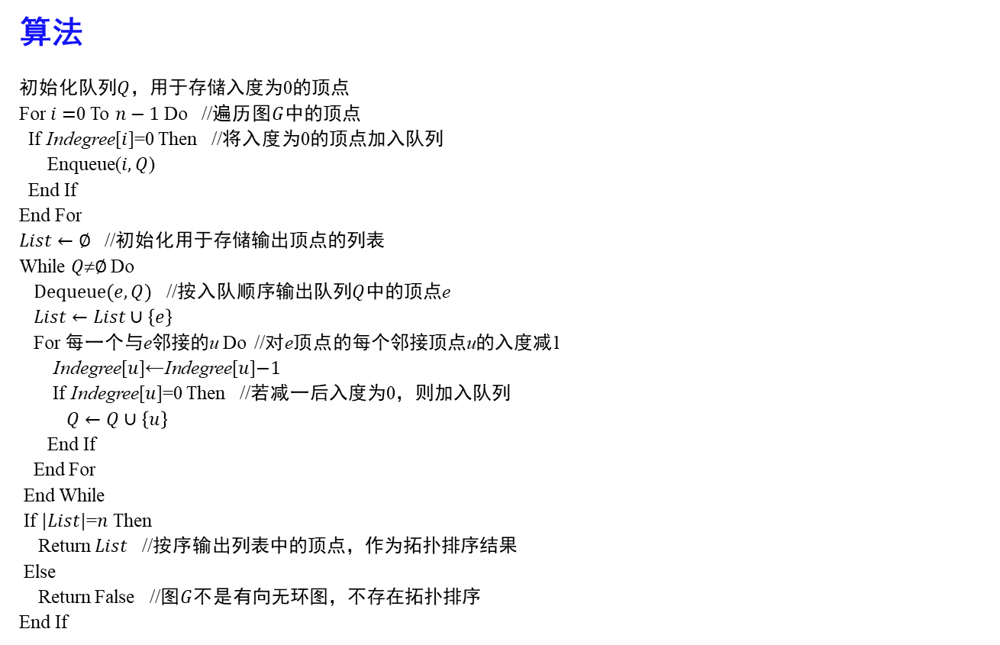 算法
初始化队列Q，用于存储入度为0的顶点
For i =0 To n − 1 Do //遍历图G中的顶点
If Indegree[i]=0 Then //将入度为0的顶点加入队列
Enqueue(i, Q)
End If
End For
List ← ∅ //初始化用于存储输出顶点的列表
While Q≠∅ Do
Dequeue(e, Q) //按入队顺序输出队列Q中的顶点e
List ← List ∪ {e}
For 每一个与e邻接的u Do //对e顶点的每个邻接顶点u的入度减1
Indegree[u]←Indegree[u]−1
If Indegree[u]=0 Then //若减一后入度为0，则加入队列
Q ← Q ∪ {u}
End If
End For
End While
If |List|=n Then
Return List //按序输出列表中的顶点，作为拓扑排序结果
Else
Return False //图G不是有向无环图，不存在拓扑排序
End If